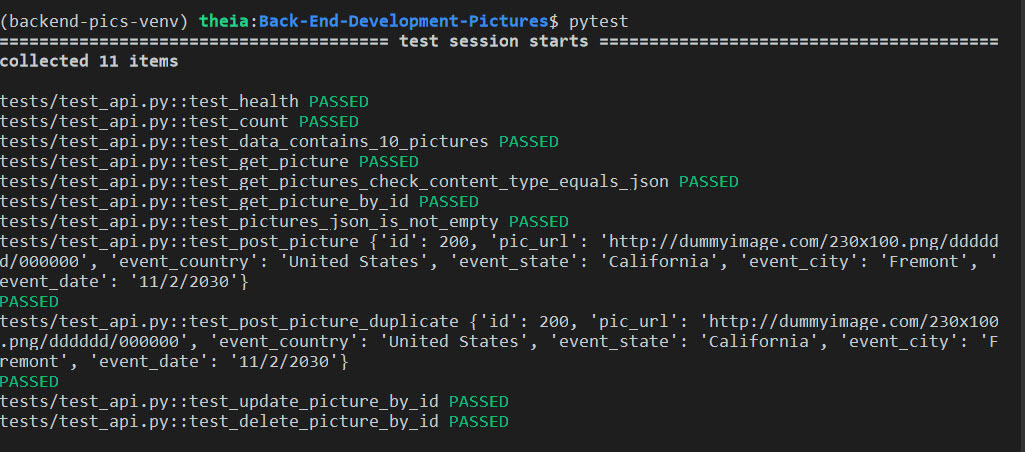 (backend-pics-venv) theia:Back-End-Development-Pictures$ pytest
======================================= test session starts ========================================
collected 11 items
tests/test_api.py::test_health PASSED
tests/test_api.py::test_count PASSED
tests/test_api.py::test_data_contains_10_pictures PASSED
tests/test_api.py::test_get_picture PASSED
tests/test_api.py::test_get_pictures_check_content_type_equals_json PASSED
tests/test_api.py::test_get_picture_by_id PASSED
tests/test_api.py::test_pictures_json_is_not_empty PASSED
tests/test_api.py::test_post_picture {'id': 200, 'pic_url': 'http://dummyimage.com/230x100.png/ddddd
d/000000', 'event_country': 'United States', 'event_state': 'California', 'event_city': 'Fremont', '
event_date': '11/2/2030'}
PASSED
tests/test_api.py::test_post_picture_duplicate {'id': 200, 'pic_url': 'http://dummyimage.com/230x100
.png/dddddd/000000', 'event_country': 'United States', 'event_state': 'California', 'event_city': 'F
remont', 'event_date': '11/2/2030'}
PASSED
tests/test_api.py::test_update_picture_by_id PASSED
tests/test_api.py::test_delete_picture_by_id PASSED